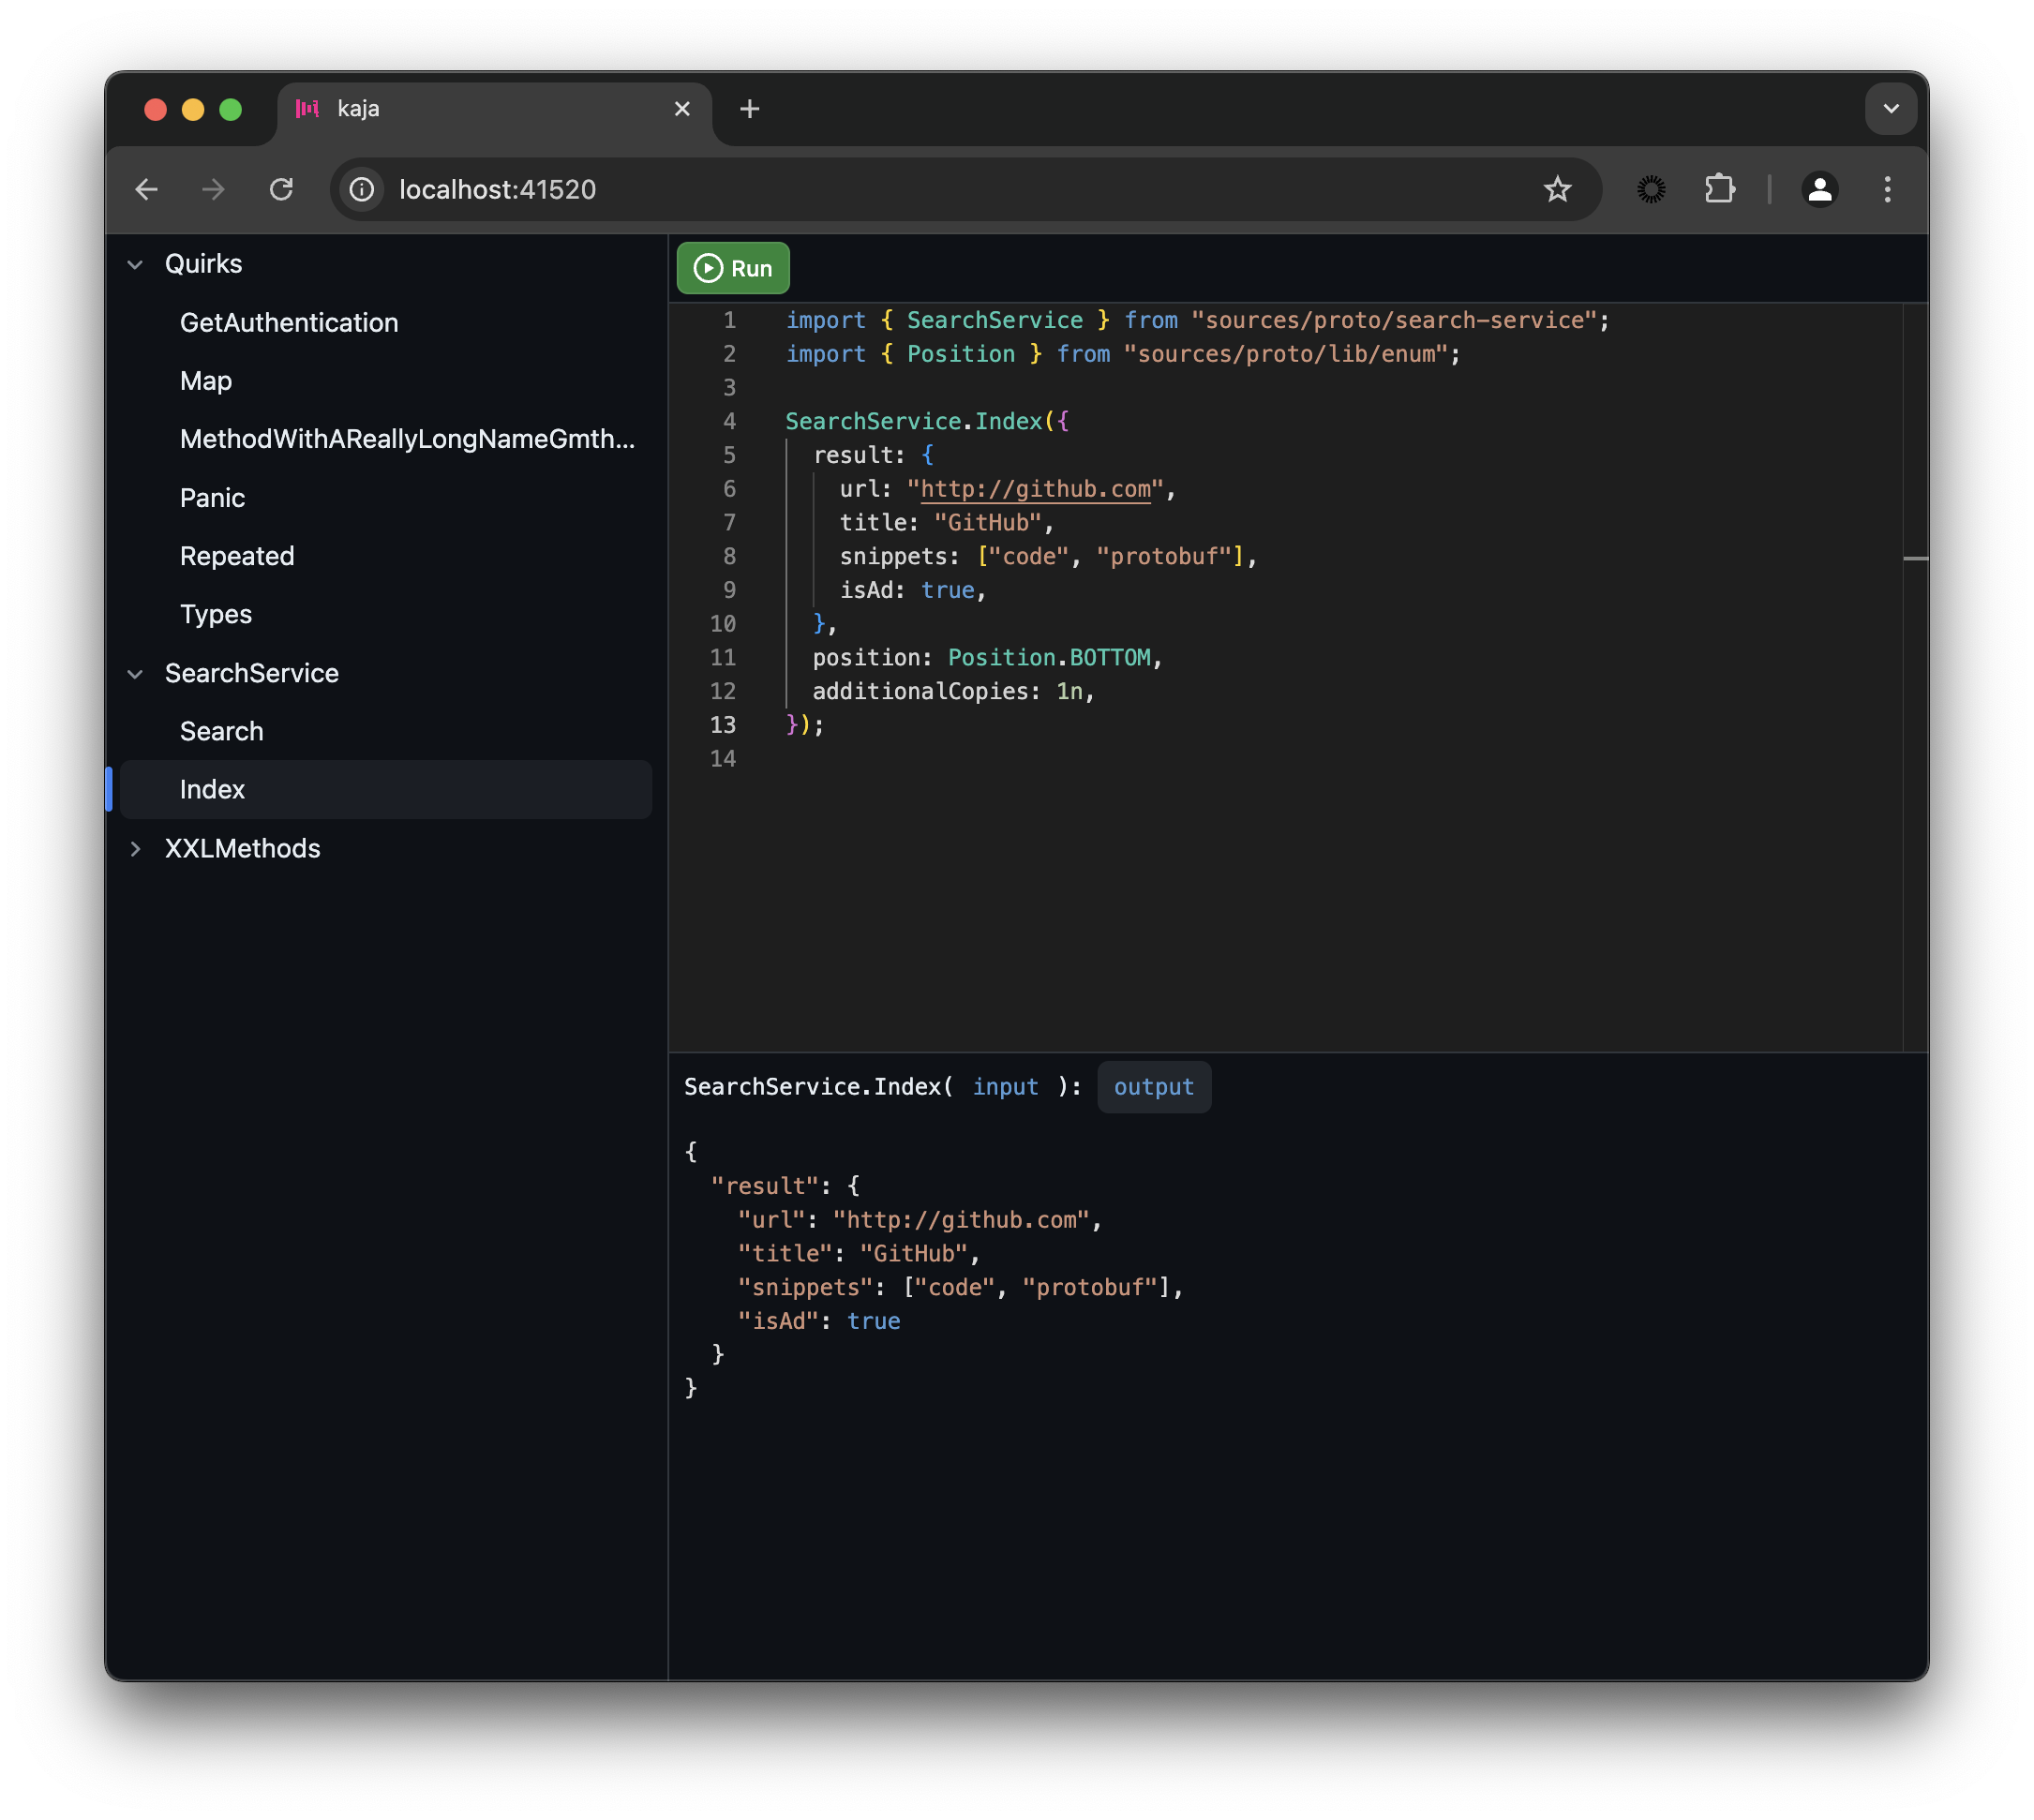 kaja
localhost:41520
Quirks
GetAuthentication
Map
MethodWithAReallyLongNameGmth...
Panic
Repeated
Types
SearchService
Search
Index
XXLMethods
Run
1 import { SearchService } from "sources/proto/search-service";
2 import { Position } from "sources/proto/lib/enum";
3
4 SearchService.Index({
5   result: {
6     url: "http://github.com",
7     title: "GitHub",
8     snippets: ["code", "protobuf"],
9     isAd: true,
10   },
11   position: Position.BOTTOM,
12   additionalCopies: 1n,
13 });
14
SearchService.Index( input ): output
{
  "result": {
    "url": "http://github.com",
    "title": "GitHub",
    "snippets": ["code", "protobuf"],
    "isAd": true
  }
}